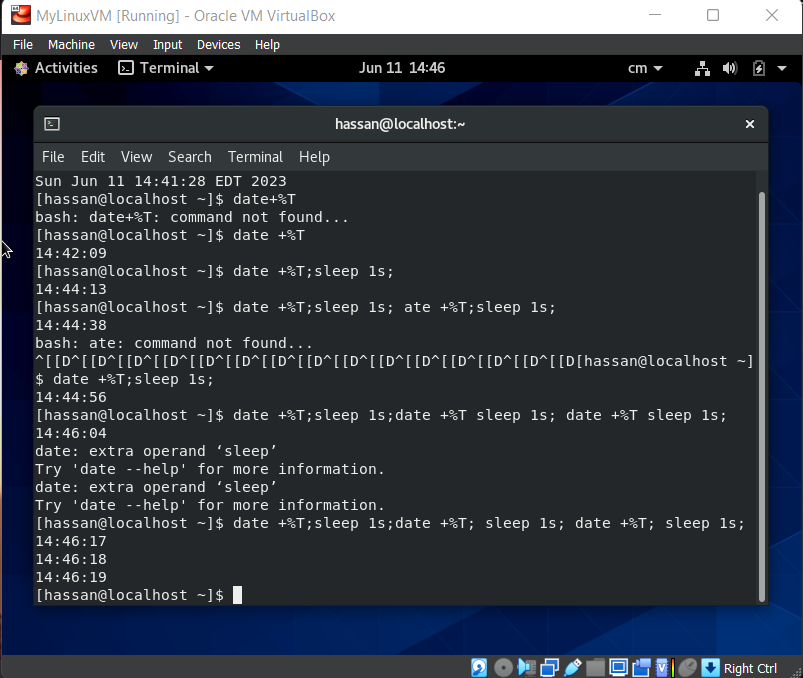 MyLinuxVM [Running] - Oracle VM VirtualBox
File Machine View Input Devices Help
Activities Terminal Jun 11 14:46 cm
hassan@localhost:~
File Edit View Search Terminal Help
Sun Jun 11 14:41:28 EDT 2023
[hassan@localhost ~]$ date+%T
bash: date+%T: command not found...
[hassan@localhost ~]$ date +%T
14:42:09
[hassan@localhost ~]$ date +%T;sleep 1s;
14:44:13
[hassan@localhost ~]$ date +%T;sleep 1s; ate +%T;sleep 1s;
14:44:38
bash: ate: command not found...
^[[D^[[D^[[D^[[D^[[D^[[D^[[D^[[D^[[D^[[D^[[D^[[D^[[D^[[D^[[D[hassan@localhost ~]
$ date +%T;sleep 1s;
14:44:56
[hassan@localhost ~]$ date +%T;sleep 1s;date +%T sleep 1s; date +%T sleep 1s;
14:46:04
date: extra operand ‘sleep’
Try 'date --help' for more information.
date: extra operand ‘sleep’
Try 'date --help' for more information.
[hassan@localhost ~]$ date +%T;sleep 1s;date +%T; sleep 1s; date +%T; sleep 1s;
14:46:17
14:46:18
14:46:19
[hassan@localhost ~]$
Right Ctrl